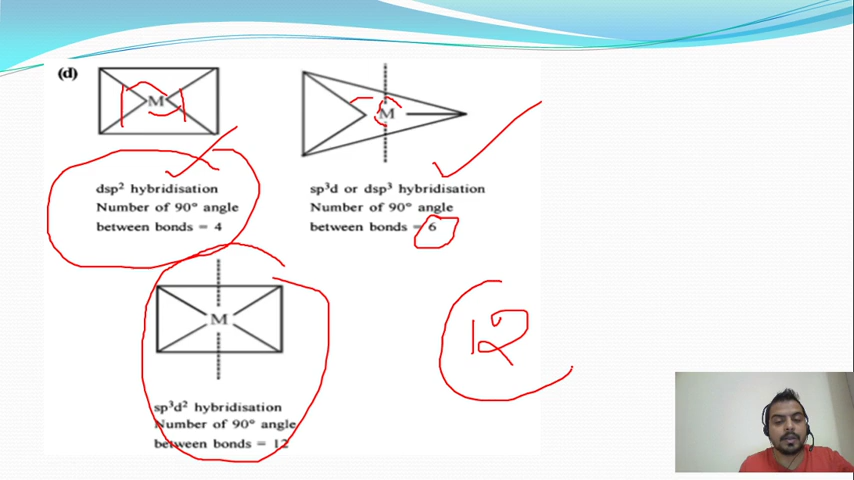 (d)
M
M
dsp² hybridisation
Number of 90° angle
between bonds = 4
sp³d or dsp³ hybridisation
Number of 90° angle
between bonds = 6
M
12
sp³d² hybridisation
Number of 90° angle
between bonds = 12